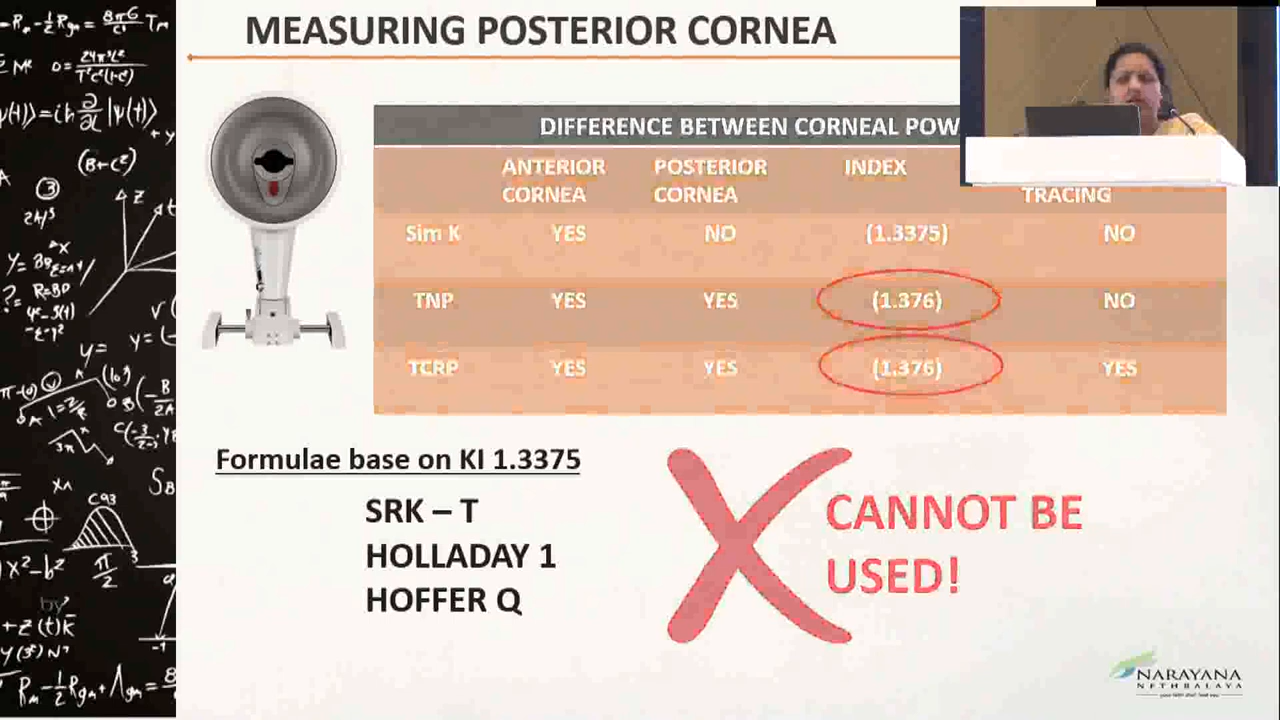 MEASURING POSTERIOR CORNEA
DIFFERENCE BETWEEN CORNEAL POW
ANTERIOR CORNEA
POSTERIOR CORNEA
INDEX
TRACING
Sim K YES NO (1.3375) NO
TNP YES YES (1.376) NO
TCRP YES YES (1.376) YES
Formulae base on KI 1.3375
SRK – T
HOLLADAY 1
HOFFER Q
CANNOT BE
USED!
NARAYANA
NETHRALAYA